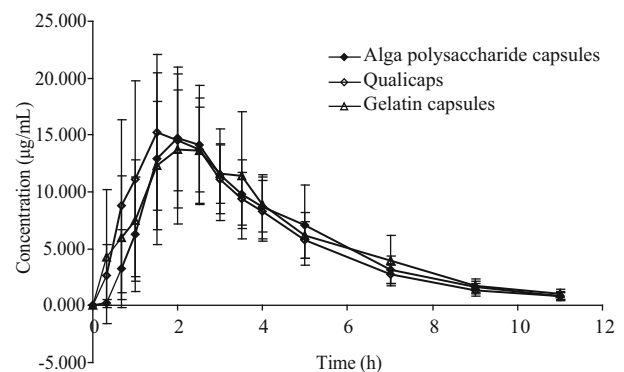 25.000
20.000
15.000
10.000
5.000
0.000
-5.000
Concentration (μg/mL)
Alga polysaccharide capsules
Qualicaps
Gelatin capsules
0 2 4 6 8 10 12
Time (h)